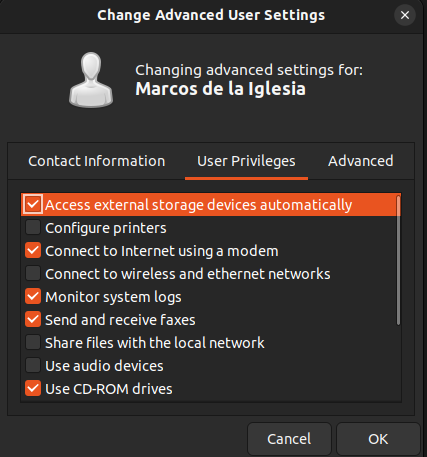 Change Advanced User Settings
Changing advanced settings for:
Marcos de la Iglesia
Contact Information
User Privileges
Advanced
Access external storage devices automatically
Configure printers
Connect to Internet using a modem
Connect to wireless and ethernet networks
Monitor system logs
Send and receive faxes
Share files with the local network
Use audio devices
Use CD-ROM drives
Cancel
OK